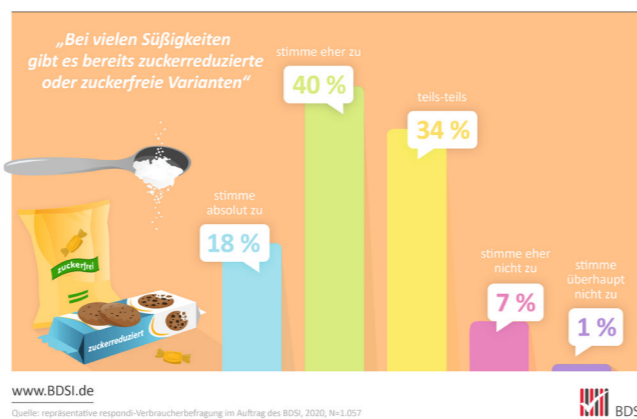 „Bei vielen Süßigkeiten
gibt es bereits zuckerreduzierte
oder zuckerfreie Varianten“
stimme
absolut zu
18 %
stimme eher zu
40 %
teils-teils
34 %
stimme eher
nicht zu
7 %
stimme
überhaupt
nicht zu
1 %
zuckerfrei
zuckerreduziert
www.BDSI.de
Quelle: repräsentative respondi-Verbraucherbefragung im Auftrag des BDSI, 2020, N=1.057
BDSI